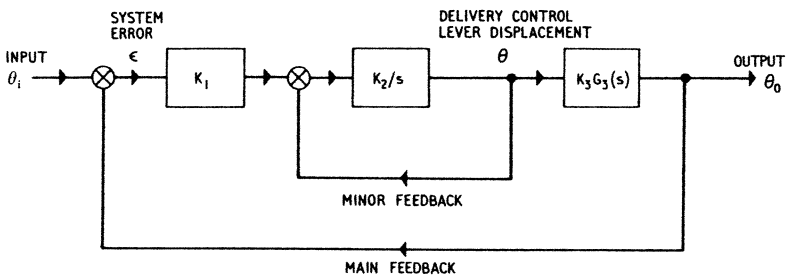 SYSTEM
ERROR
ϵ
DELIVERY CONTROL
LEVER DISPLACEMENT
θ
INPUT
θi
K1
K2/s
K3G3(s)
OUTPUT
θ0
MINOR FEEDBACK
MAIN FEEDBACK